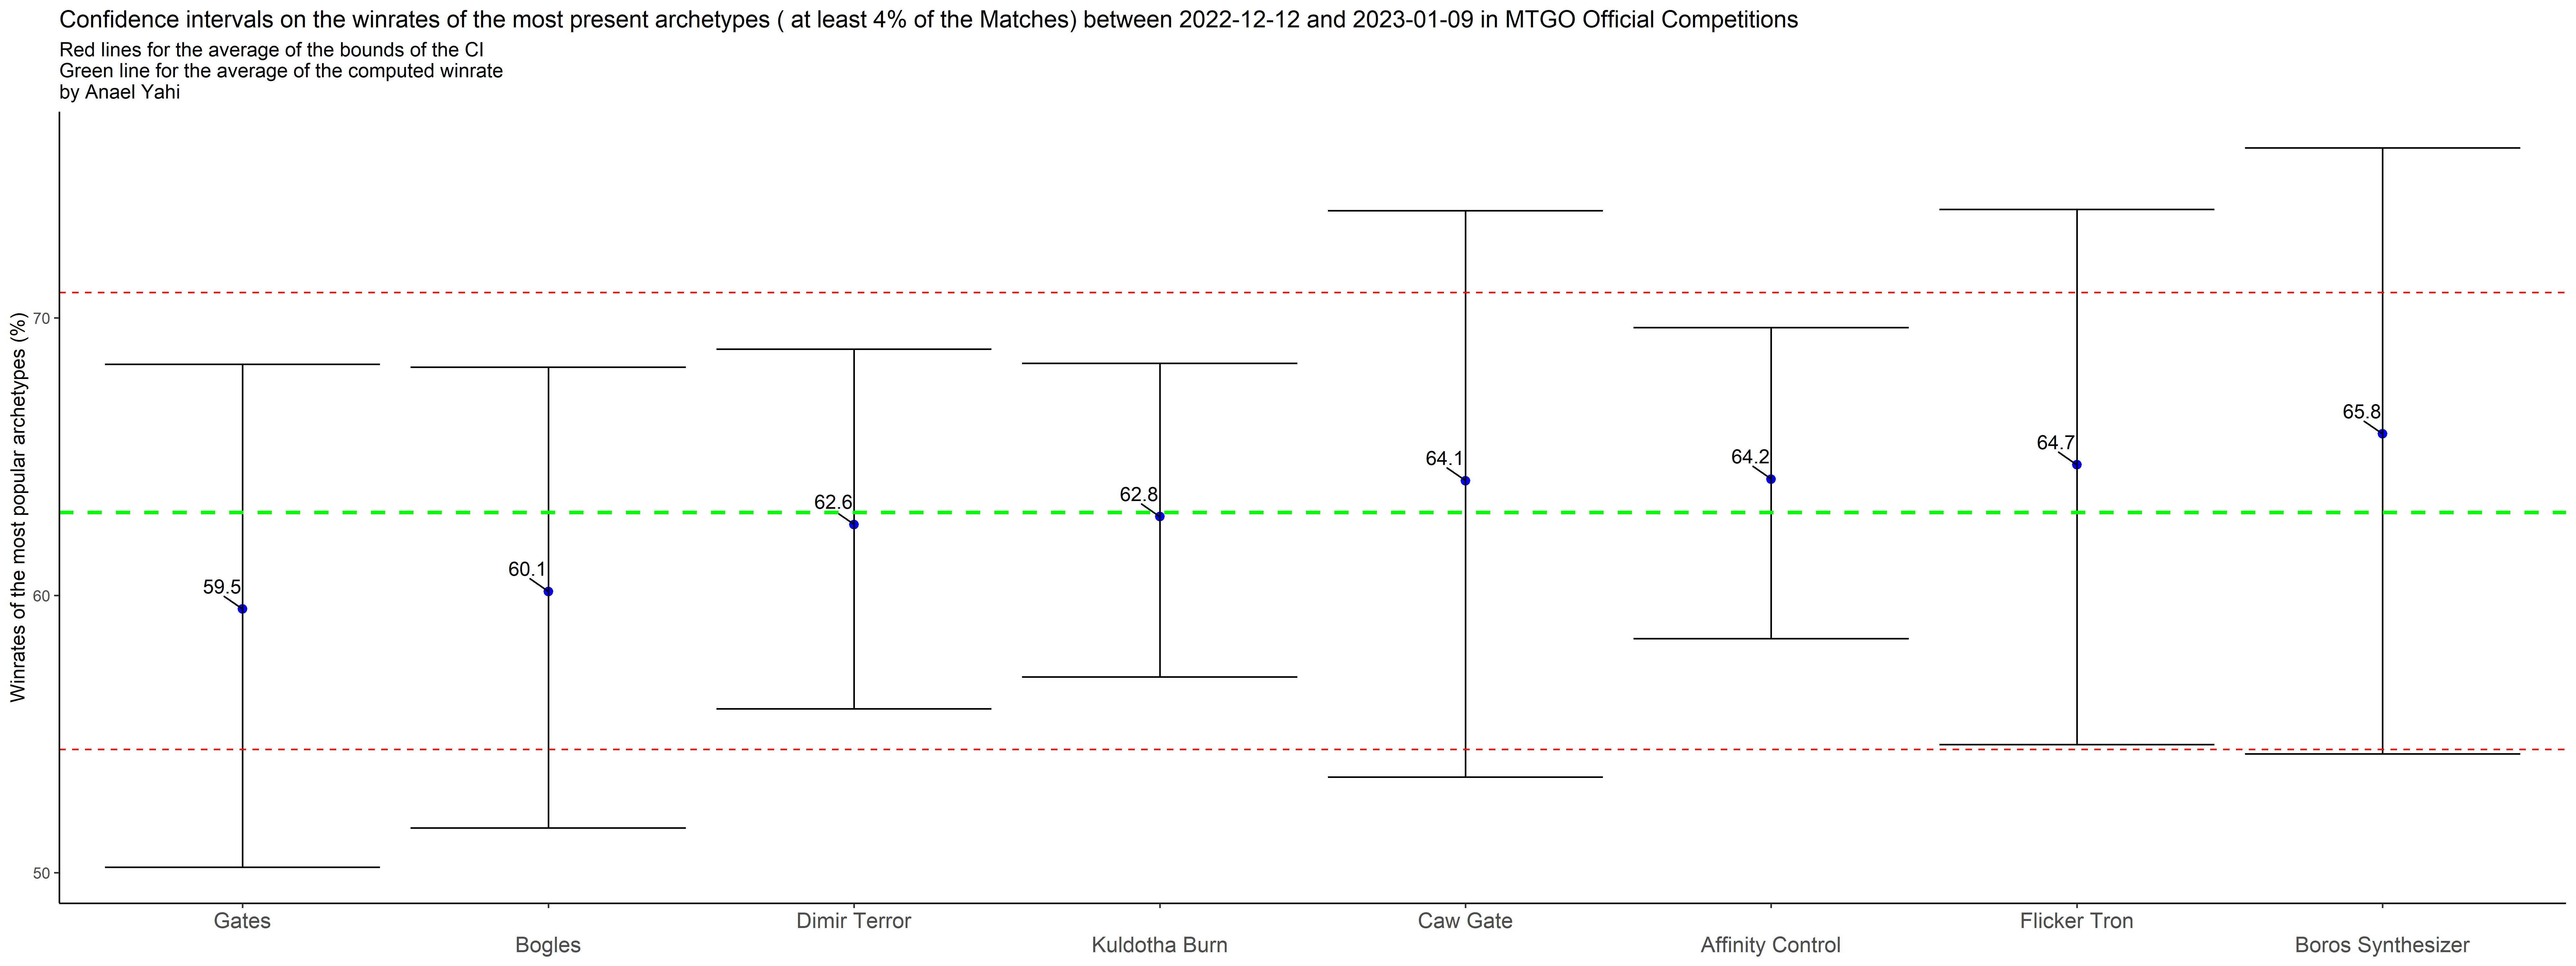 Confidence intervals on the winrates of the most present archetypes ( at least 4% of the Matches) between 2022-12-12 and 2023-01-09 in MTGO Official Competitions
Red lines for the average of the bounds of the CI
Green line for the average of the computed winrate
by Anael Yahi
Winrates of the most popular archetypes (%)
70
60
50
59.5
60.1
62.6
62.8
64.1
64.2
64.7
65.8
Gates
Bogles
Dimir Terror
Kuldotha Burn
Caw Gate
Affinity Control
Flicker Tron
Boros Synthesizer